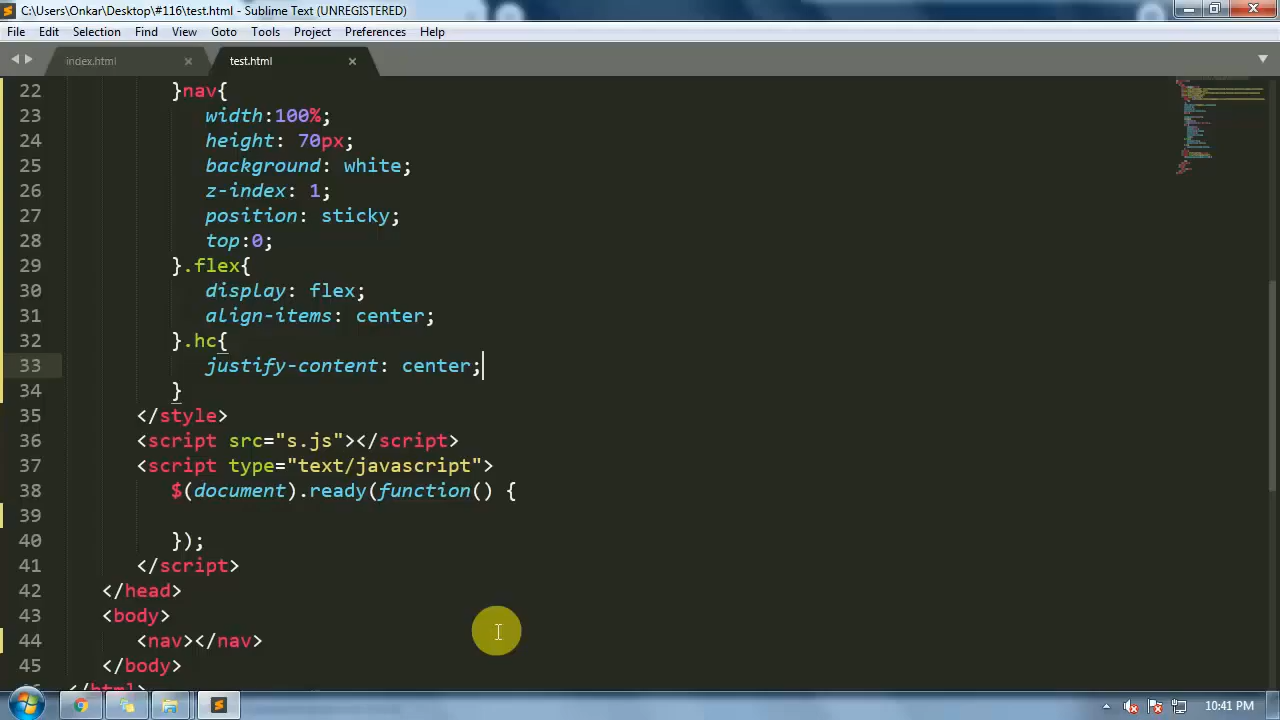 C:\Users\Onkar\Desktop\#116\test.html - Sublime Text (UNREGISTERED)
File Edit Selection Find View Goto Tools Project Preferences Help
index.html test.html
22 }nav{
23 width:100%;
24 height: 70px;
25 background: white;
26 z-index: 1;
27 position: sticky;
28 top:0;
29 }.flex{
30 display: flex;
31 align-items: center;
32 }.hc{
33 justify-content: center;
34 }
35 </style>
36 <script src="s.js"></script>
37 <script type="text/javascript">
38 $(document).ready(function() {
39
40 });
41 </script>
42 </head>
43 <body>
44 <nav></nav>
45 </body>
46 </html>
10:41 PM